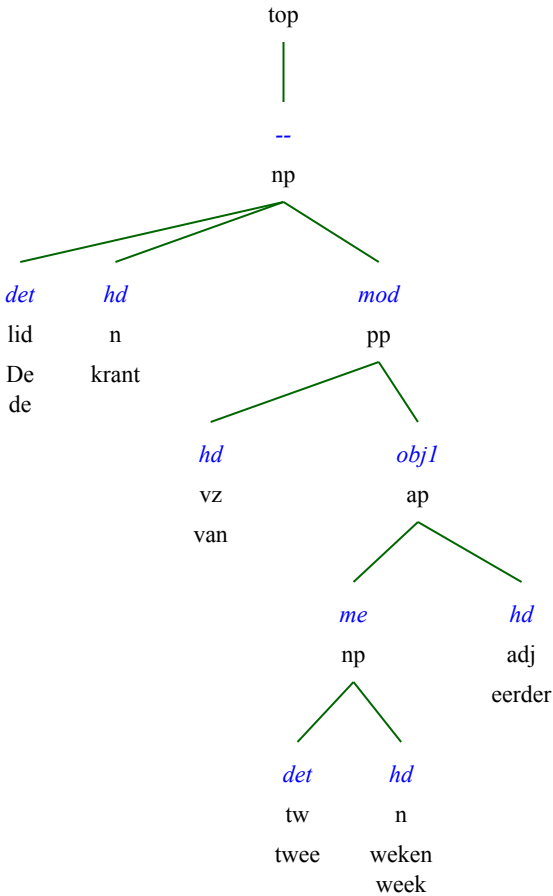 top
--
np
det hd mod
lid n pp
De krant
de
hd obj1
vz ap
van
me hd
np adj
eerder
det hd
tw n
twee weken
week